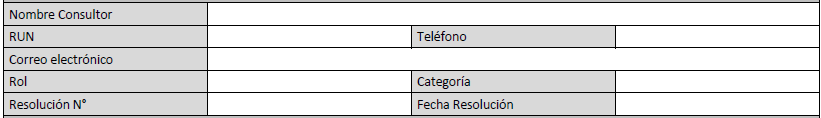 Nombre Consultor
RUN Teléfono
Correo electrónico
Rol Categoría
Resolución N° Fecha Resolución